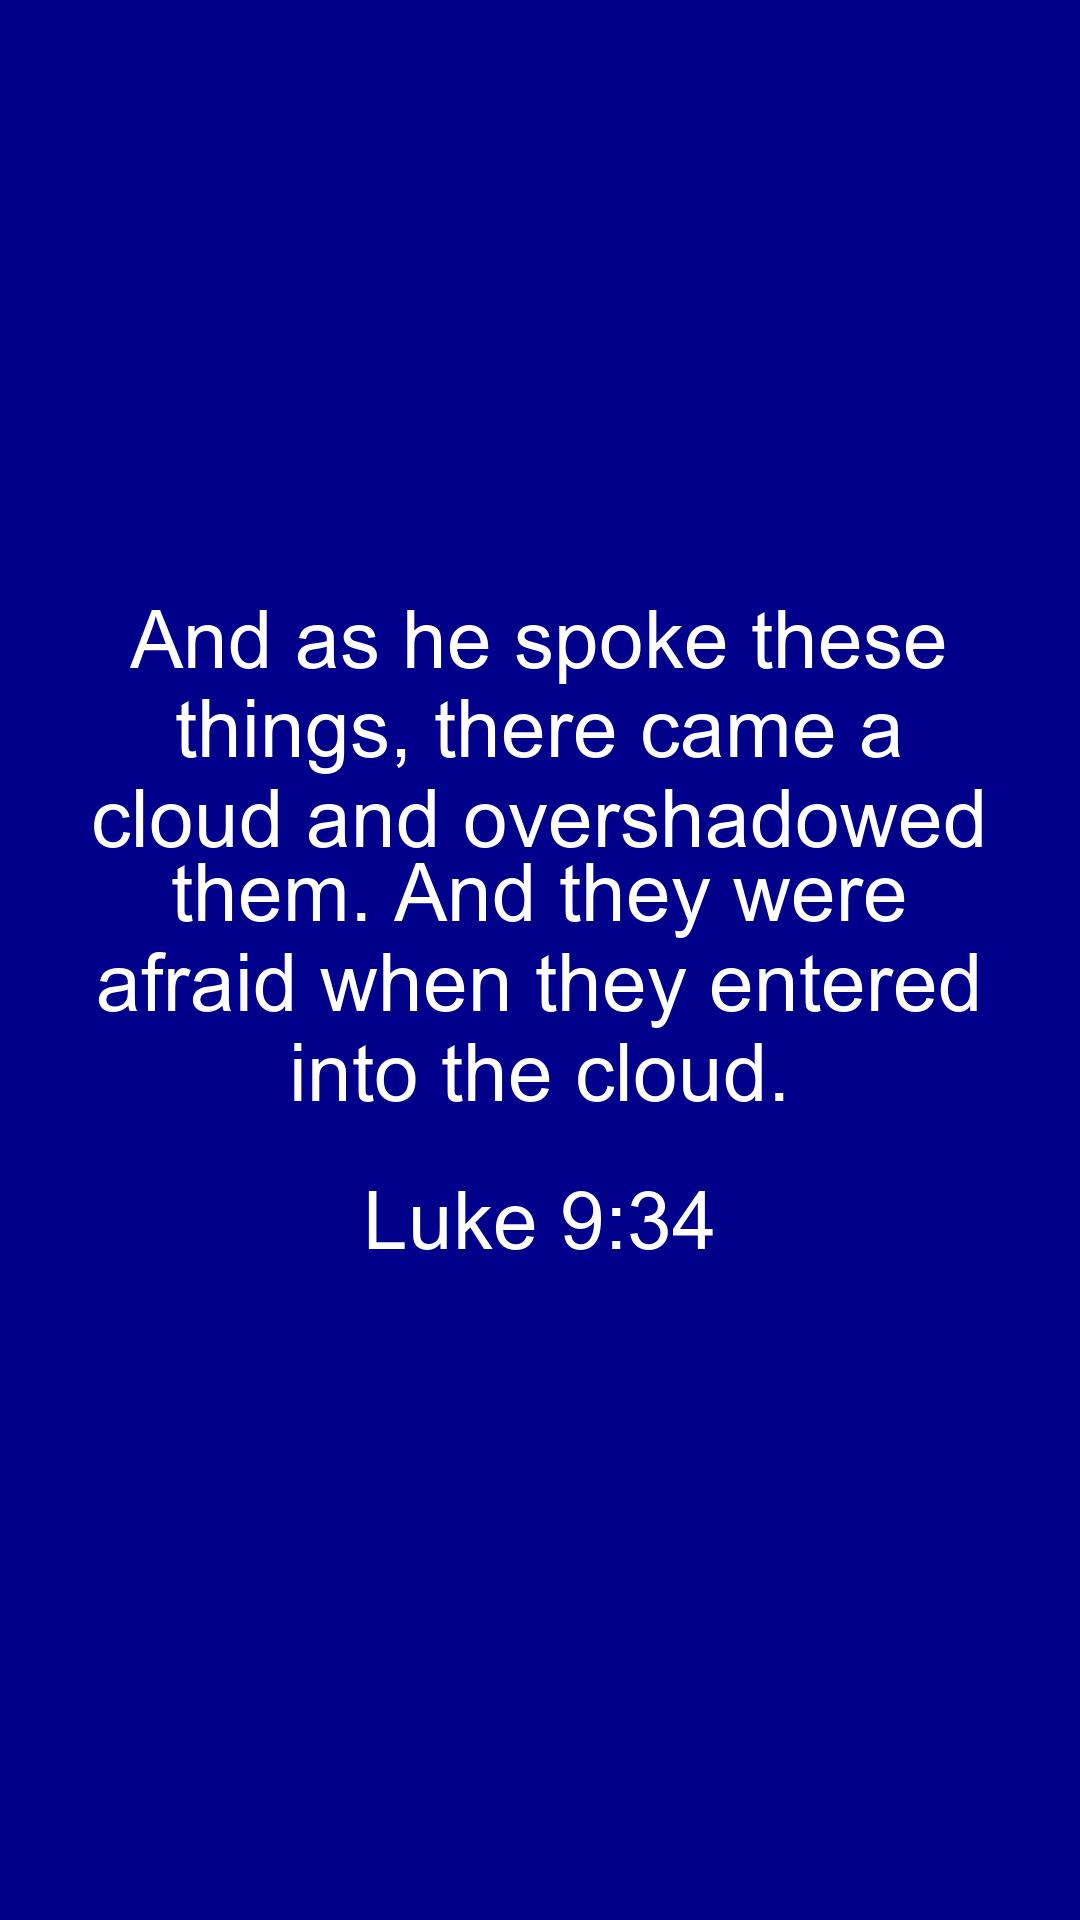 And as he spoke these
things, there came a
cloud and overshadowed
them. And they were
afraid when they entered
into the cloud.
Luke 9:34